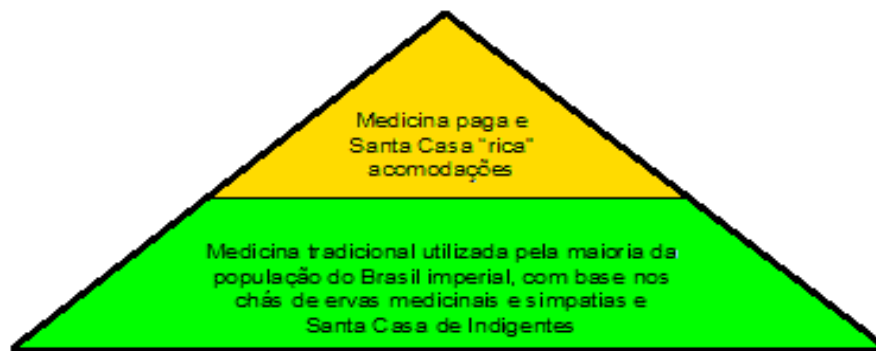 Medicina paga e
Santa Casa "rica"
acomodações
Medicina tradicional utilizada pela maioria da
população do Brasil imperial, com base nos
chás de ervas medicinais e simpatias e
Santa Casa de Indigentes